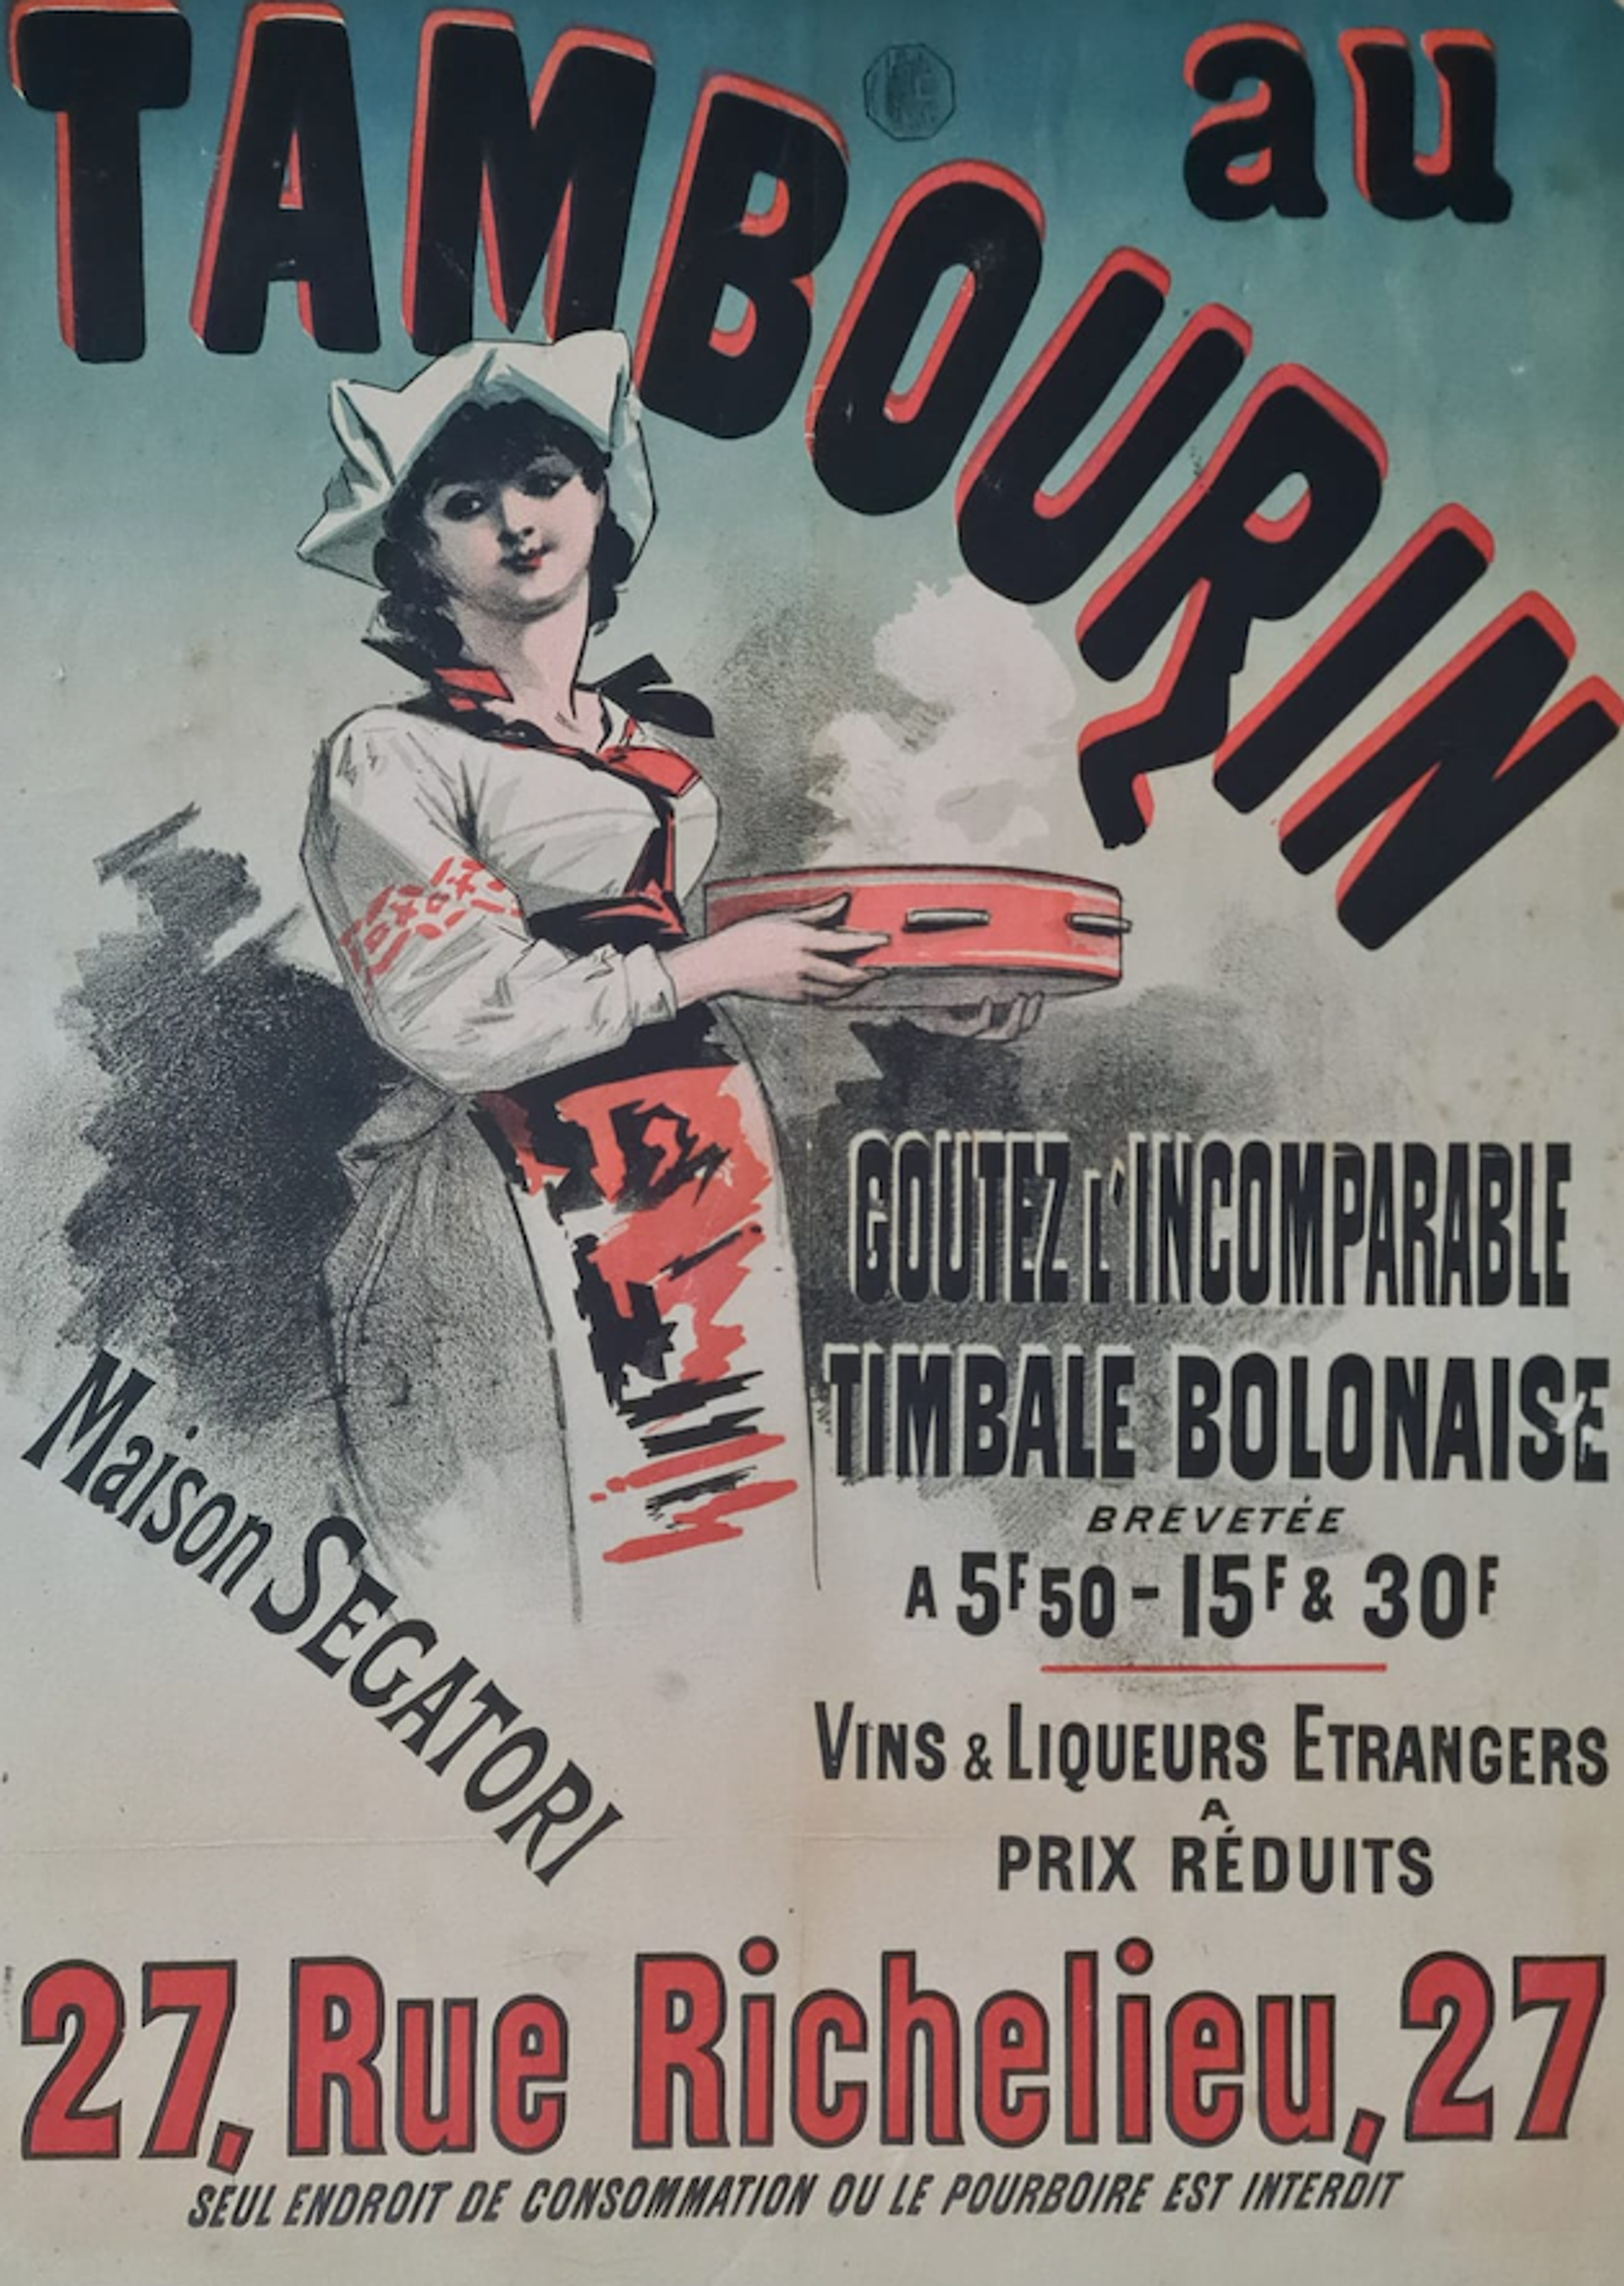 au
TAMBOURIN
GOUTEZ L'INCOMPARABLE
TIMBALE BOLONAISE
BREVETÉE
A 5F50 - 15F & 30F
VINS & LIQUEURS ETRANGERS
A
PRIX RÉDUITS
Maison SEGATORI
27, Rue Richelieu, 27
SEUL ENDROIT DE CONSOMMATION OU LE POURBOIRE EST INTERDIT